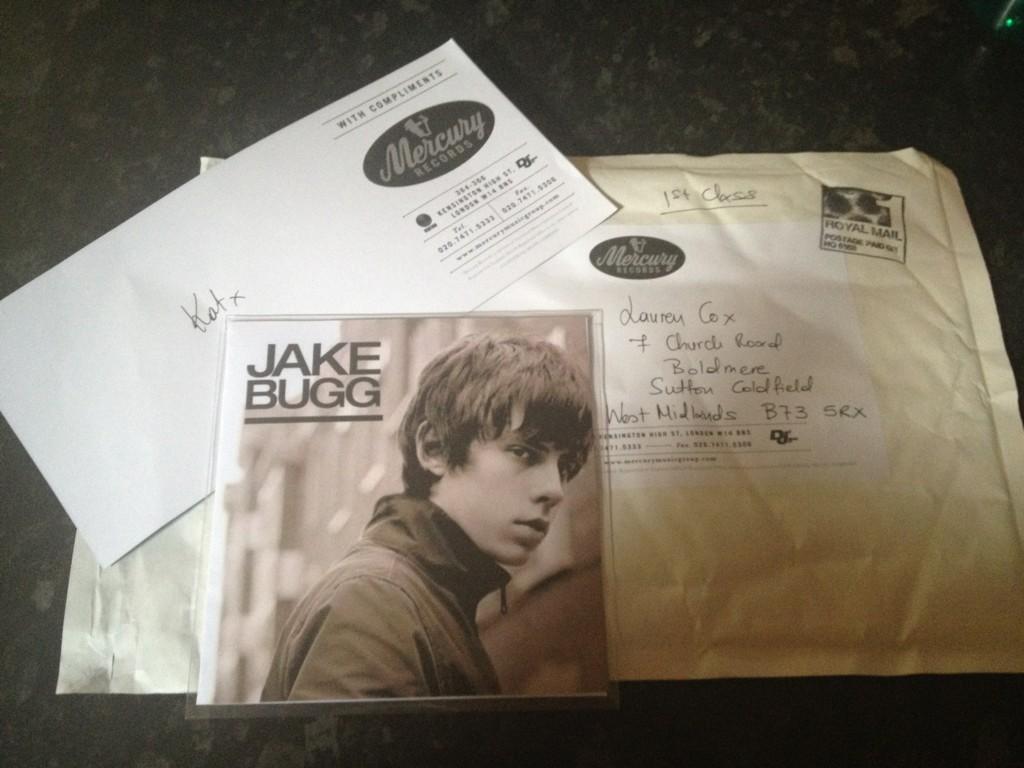 WITH COMPLIMENTS
Mercury
RECORDS
364-366
KENSINGTON HIGH ST,
LONDON W14 8NS
Tel. Fax.
020.7471.5333 020.7471.5306
www.mercurymusicgroup.com
Kat x
JAKE
BUGG
1st Class
ROYAL MAIL
POSTAGE PAID GT
HQ
Mercury
RECORDS
Lauren Cox
7 Church Road
Boldmere
Sutton Coldfield
West Midlands B73 5RX
KENSINGTON HIGH ST, LONDON W14 8NS
471.5333 Fax. 020.7471.5306
www.mercurymusicgroup.com